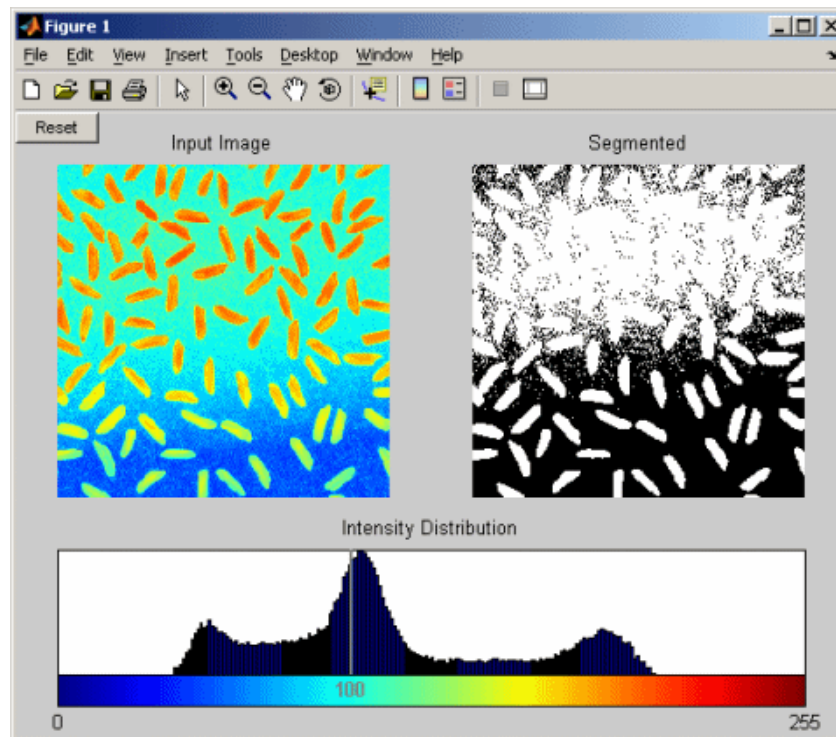 Figure 1
File Edit View Insert Tools Desktop Window Help
Reset
Input Image
Segmented
Intensity Distribution
100
0
255